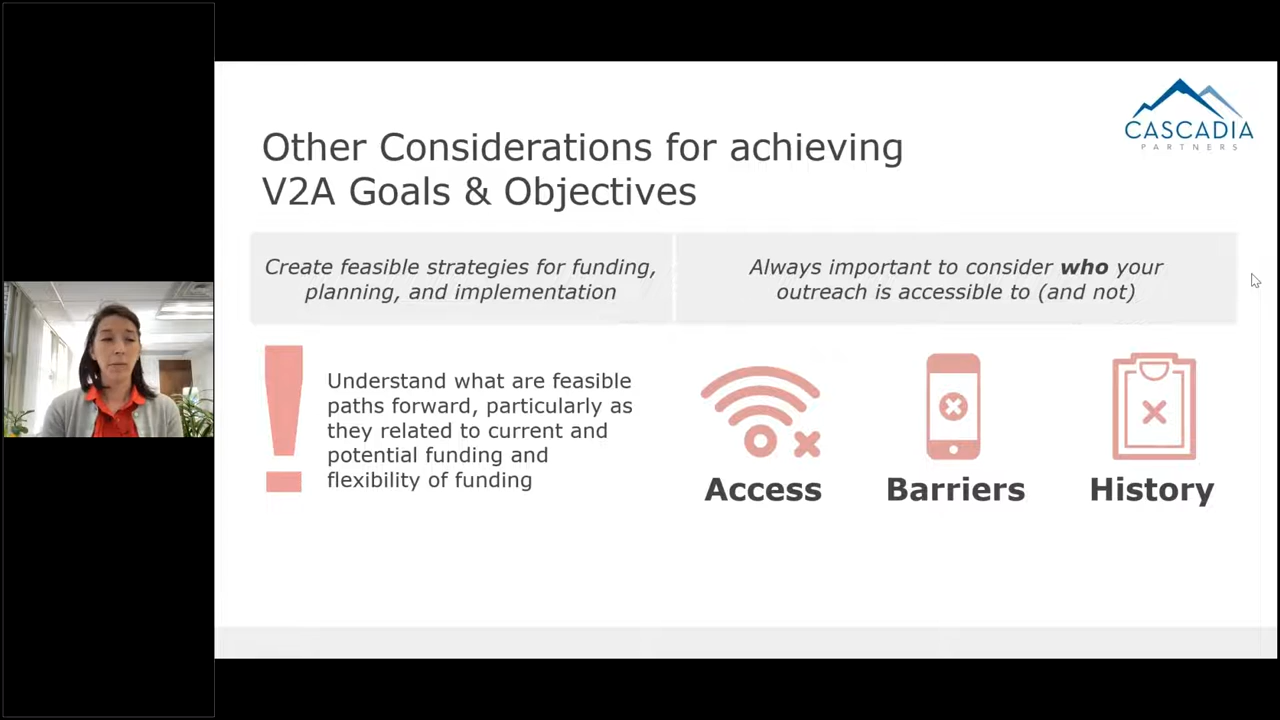 CASCADIA
PARTNERS
Other Considerations for achieving
V2A Goals & Objectives
Create feasible strategies for funding,
planning, and implementation
Always important to consider who your
outreach is accessible to (and not)
Understand what are feasible
paths forward, particularly as
they related to current and
potential funding and
flexibility of funding
Access
Barriers
History